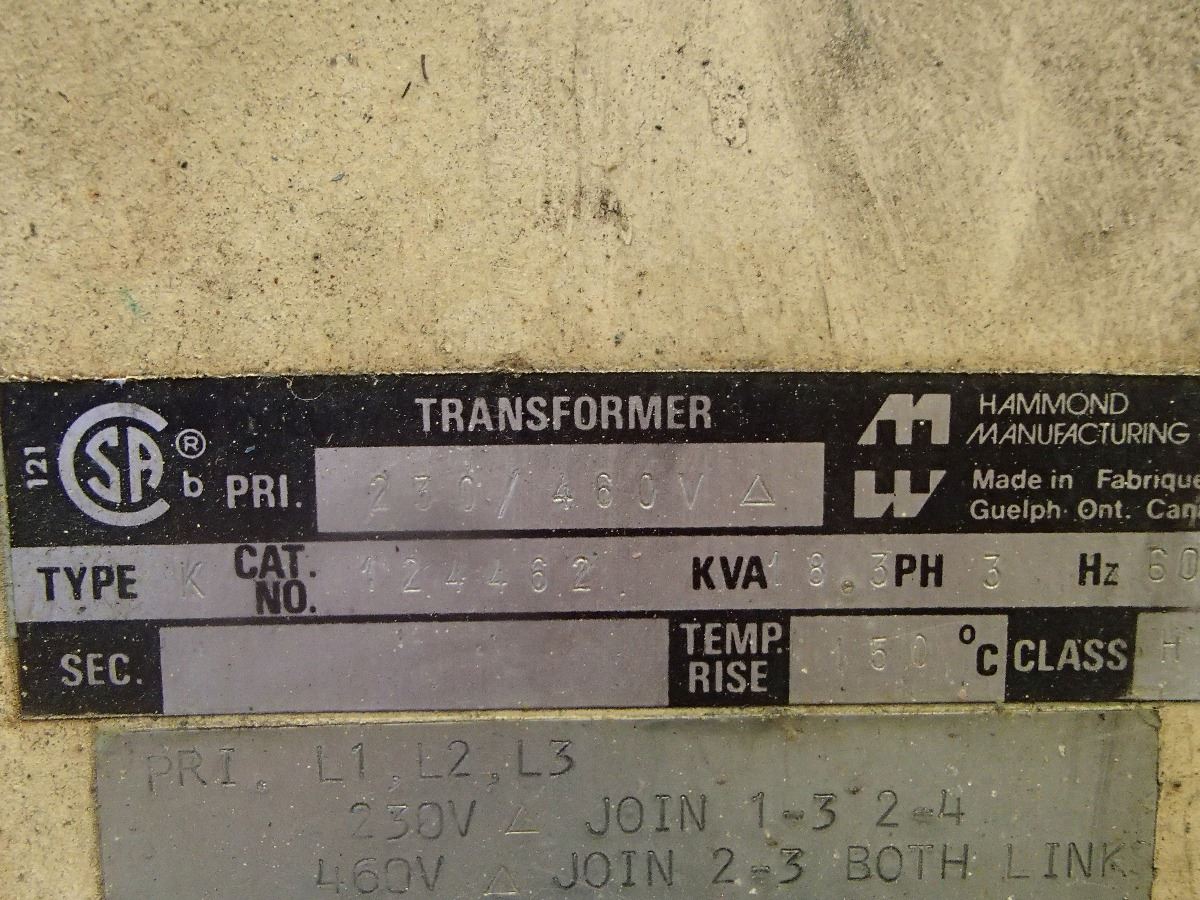 TRANSFORMER
121 CSA ® b PRI. 230/460V △
HAMMOND
MANUFACTURING
Made in Fabrique
Guelph Ont. Can
TYPE K CAT. NO. 124462 KVA 18.3 PH 3 Hz 60
SEC. TEMP. RISE 150 °C CLASS H
PRI. L1,L2,L3
230V △ JOIN 1-3 2-4
460V △ JOIN 2-3 BOTH LINKS